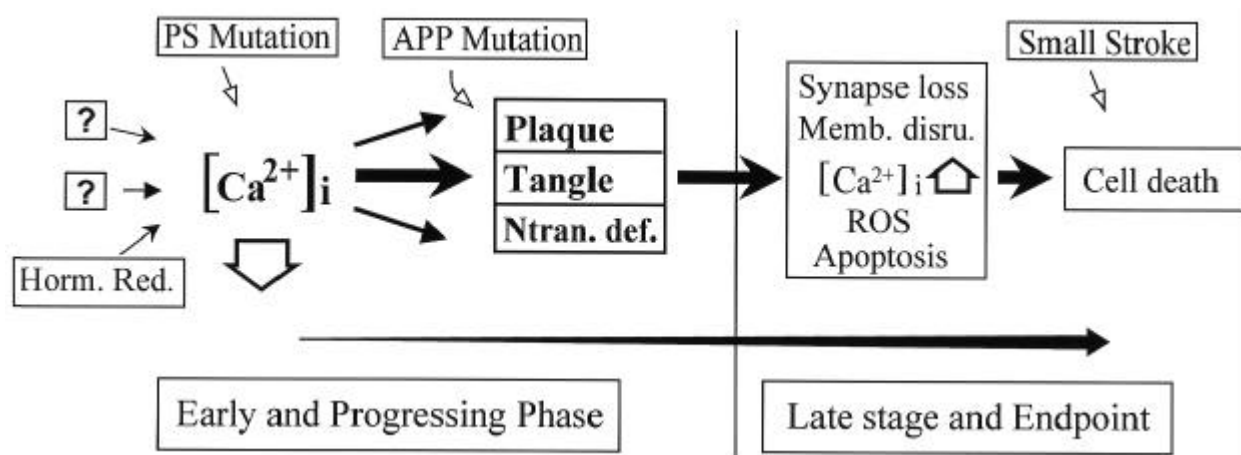 PS Mutation
APP Mutation
Small Stroke
?
?
Horm. Red.
[Ca²⁺]i
Plaque
Tangle
Ntran. def.
Synapse loss
Memb. disru.
[Ca²⁺]i
ROS
Apoptosis
Cell death
Early and Progressing Phase
Late stage and Endpoint